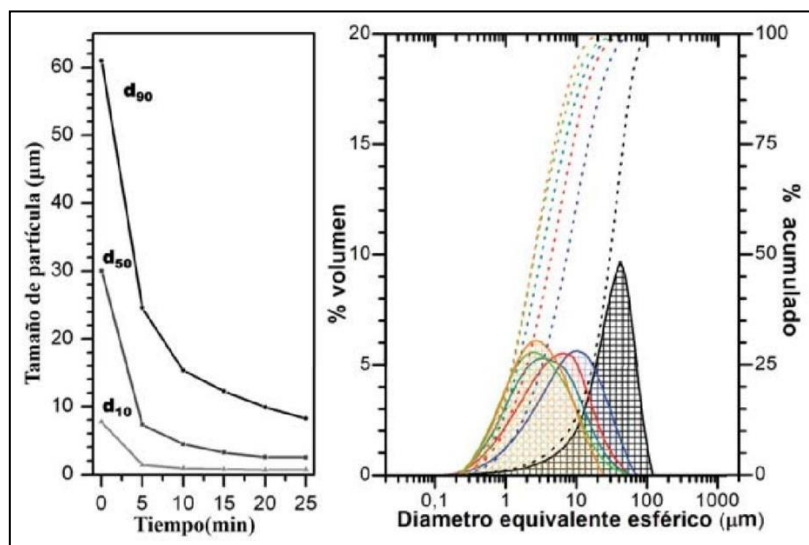 Tamaño de partícula (μm)
60
50
40
30
20
10
0
d90
d50
d10
0 5 10 15 20 25
Tiempo(min)
% volumen
20
15
10
5
0
0,1 1 10 100 1000
Diametro equivalente esférico (μm)
100
75
50
25
0
% acumulado